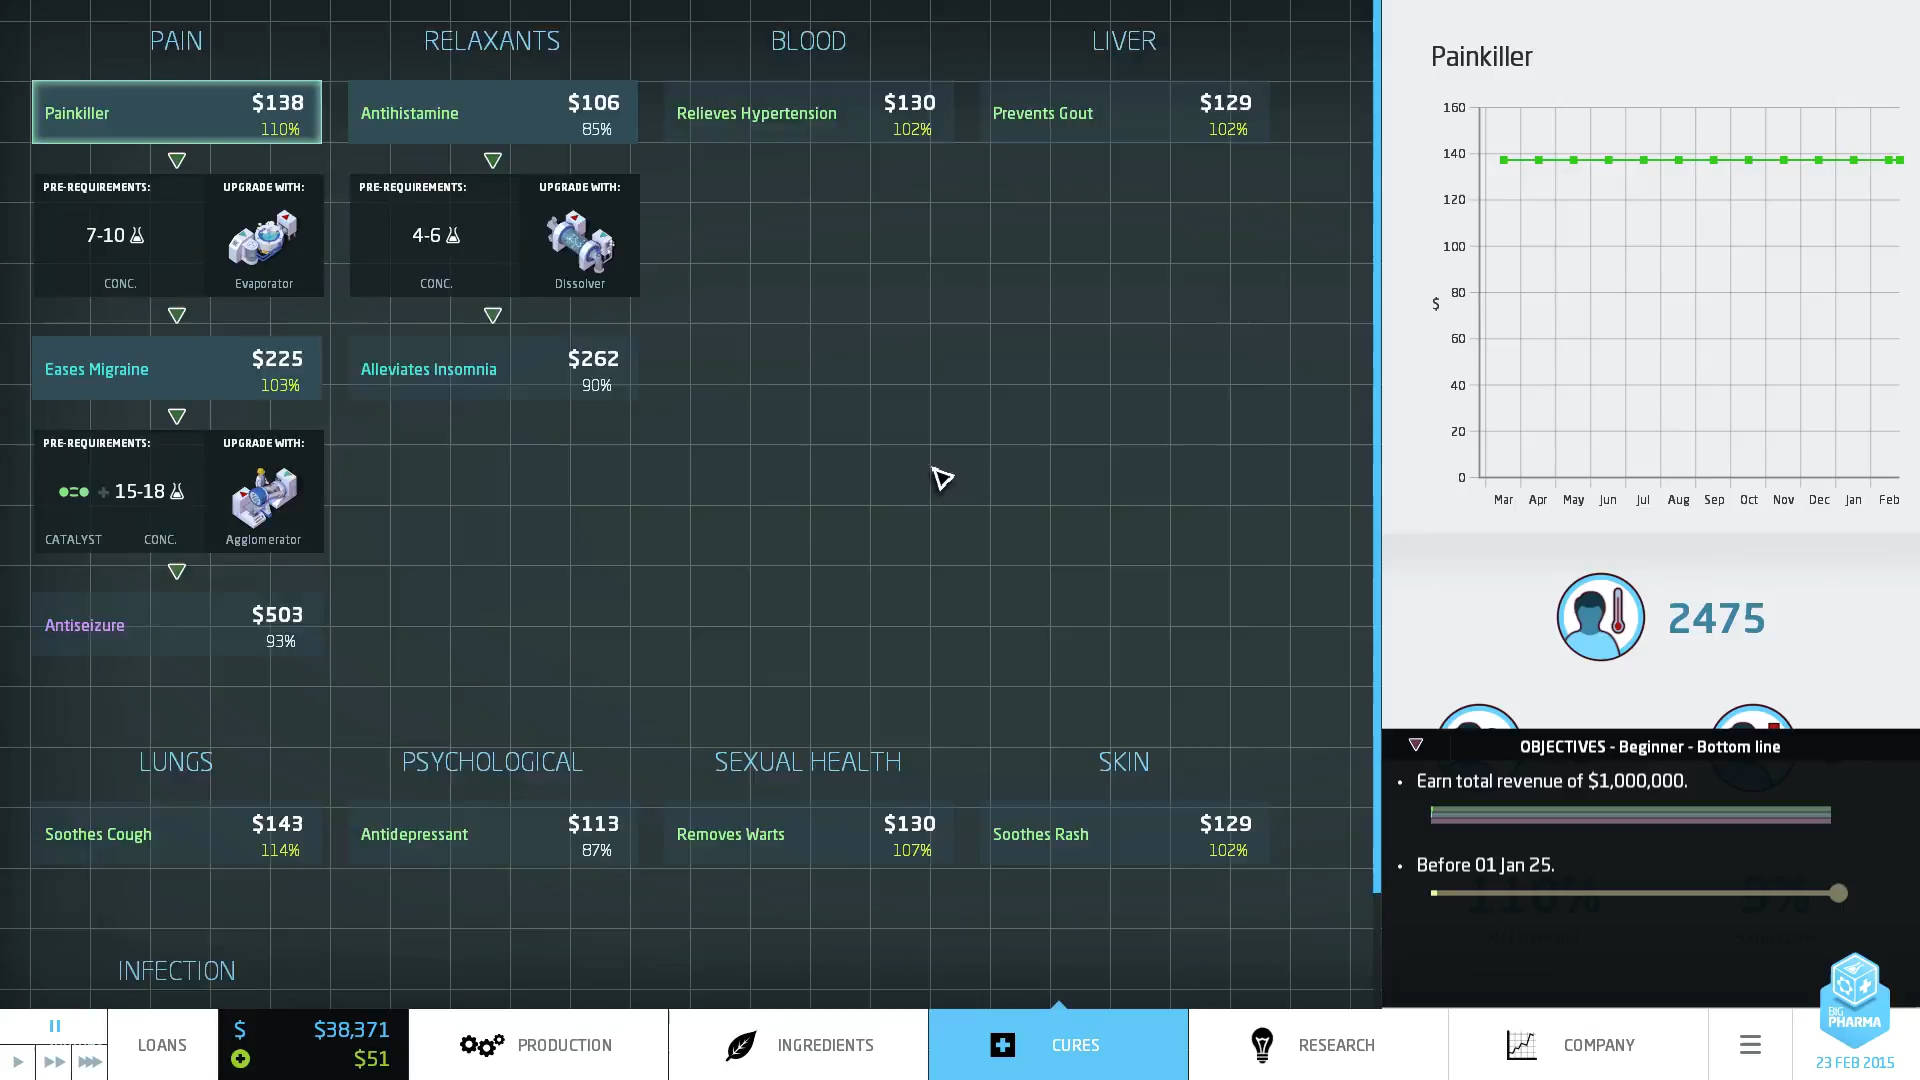 PAIN
RELAXANTS
BLOOD
LIVER
Painkiller
$138
110%
Antihistamine
$106
85%
Relieves Hypertension
$130
102%
Prevents Gout
$129
102%
PRE-REQUIREMENTS:
UPGRADE WITH:
7-10
CONC.
Evaporator
PRE-REQUIREMENTS:
UPGRADE WITH:
4-6
CONC.
Dissolver
Eases Migraine
$225
103%
Alleviates Insomnia
$262
90%
PRE-REQUIREMENTS:
UPGRADE WITH:
+ 15-18
CATALYST
CONC.
Agglomerator
Antiseizure
$503
93%
LUNGS
PSYCHOLOGICAL
SEXUAL HEALTH
SKIN
Soothes Cough
$143
114%
Antidepressant
$113
87%
Removes Warts
$130
107%
Soothes Rash
$129
102%
INFECTION
Painkiller
160
140
120
100
80
60
40
20
0
$
Mar Apr May Jun Jul Aug Sep Oct Nov Dec Jan Feb
2475
OBJECTIVES - Beginner - Bottom line
• Earn total revenue of $1,000,000.
• Before 01 Jan 25.
110%
9%
LOANS
$ $38,371
$51
PRODUCTION
INGREDIENTS
CURES
RESEARCH
COMPANY
BIG
PHARMA
23 FEB 2015